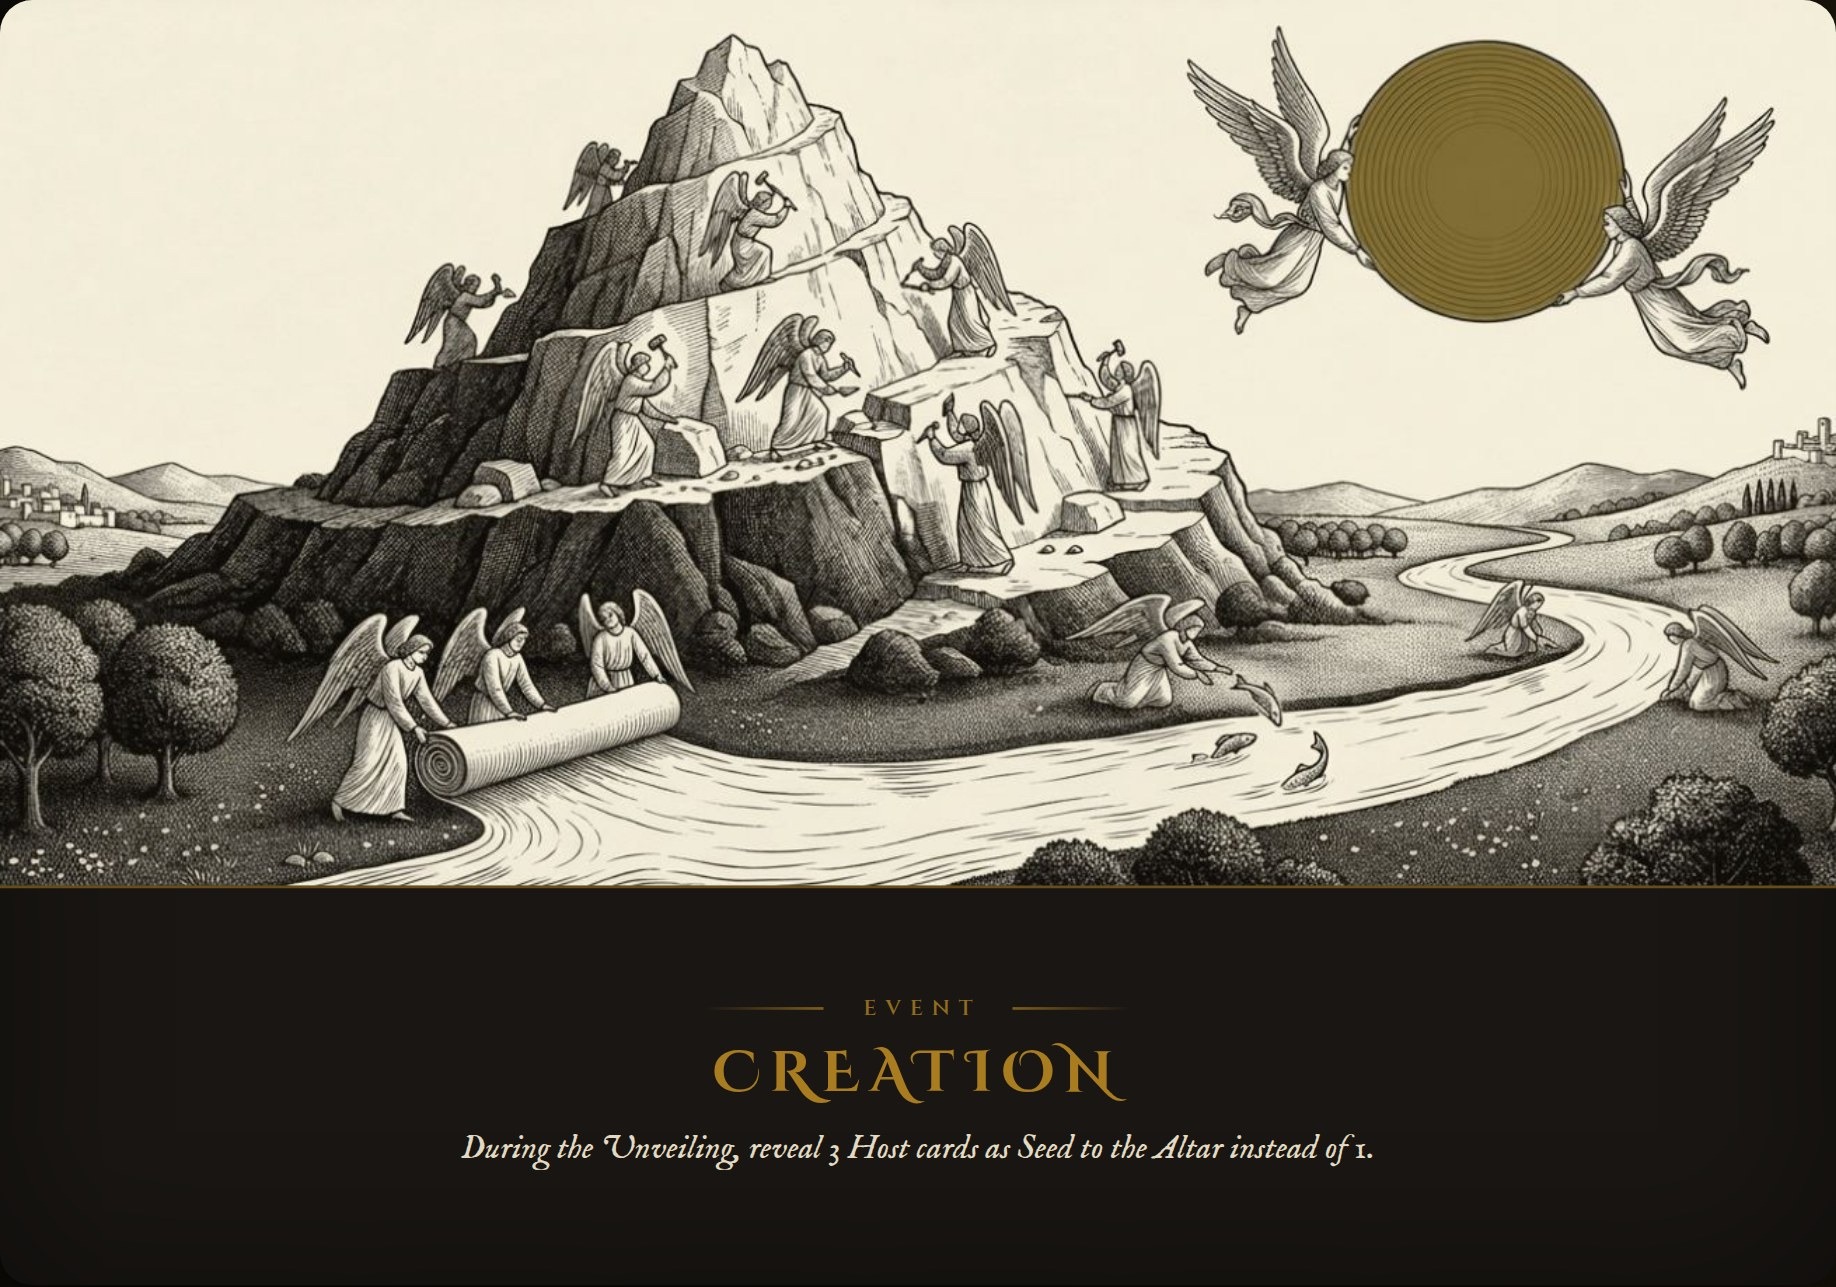 EVENT
CREATION
During the Unveiling, reveal 3 Host cards as Seed to the Altar instead of 1.